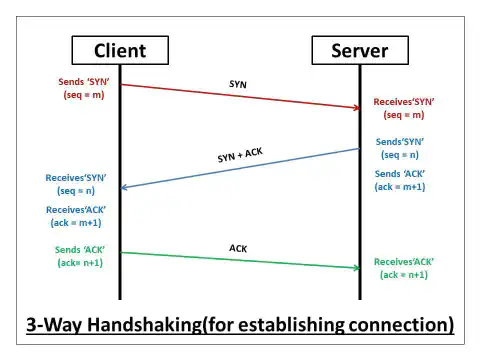 Client
Server
Sends ‘SYN’
(seq = m)
SYN
Receives‘SYN’
(seq = m)
Sends‘SYN’
(seq = n)
SYN + ACK
Sends ‘ACK’
(ack = m+1)
Receives‘SYN’
(seq = n)
Receives‘ACK’
(ack = m+1)
Sends ‘ACK’
(ack= n+1)
ACK
Receives‘ACK’
(ack = n+1)
3-Way Handshaking(for establishing connection)